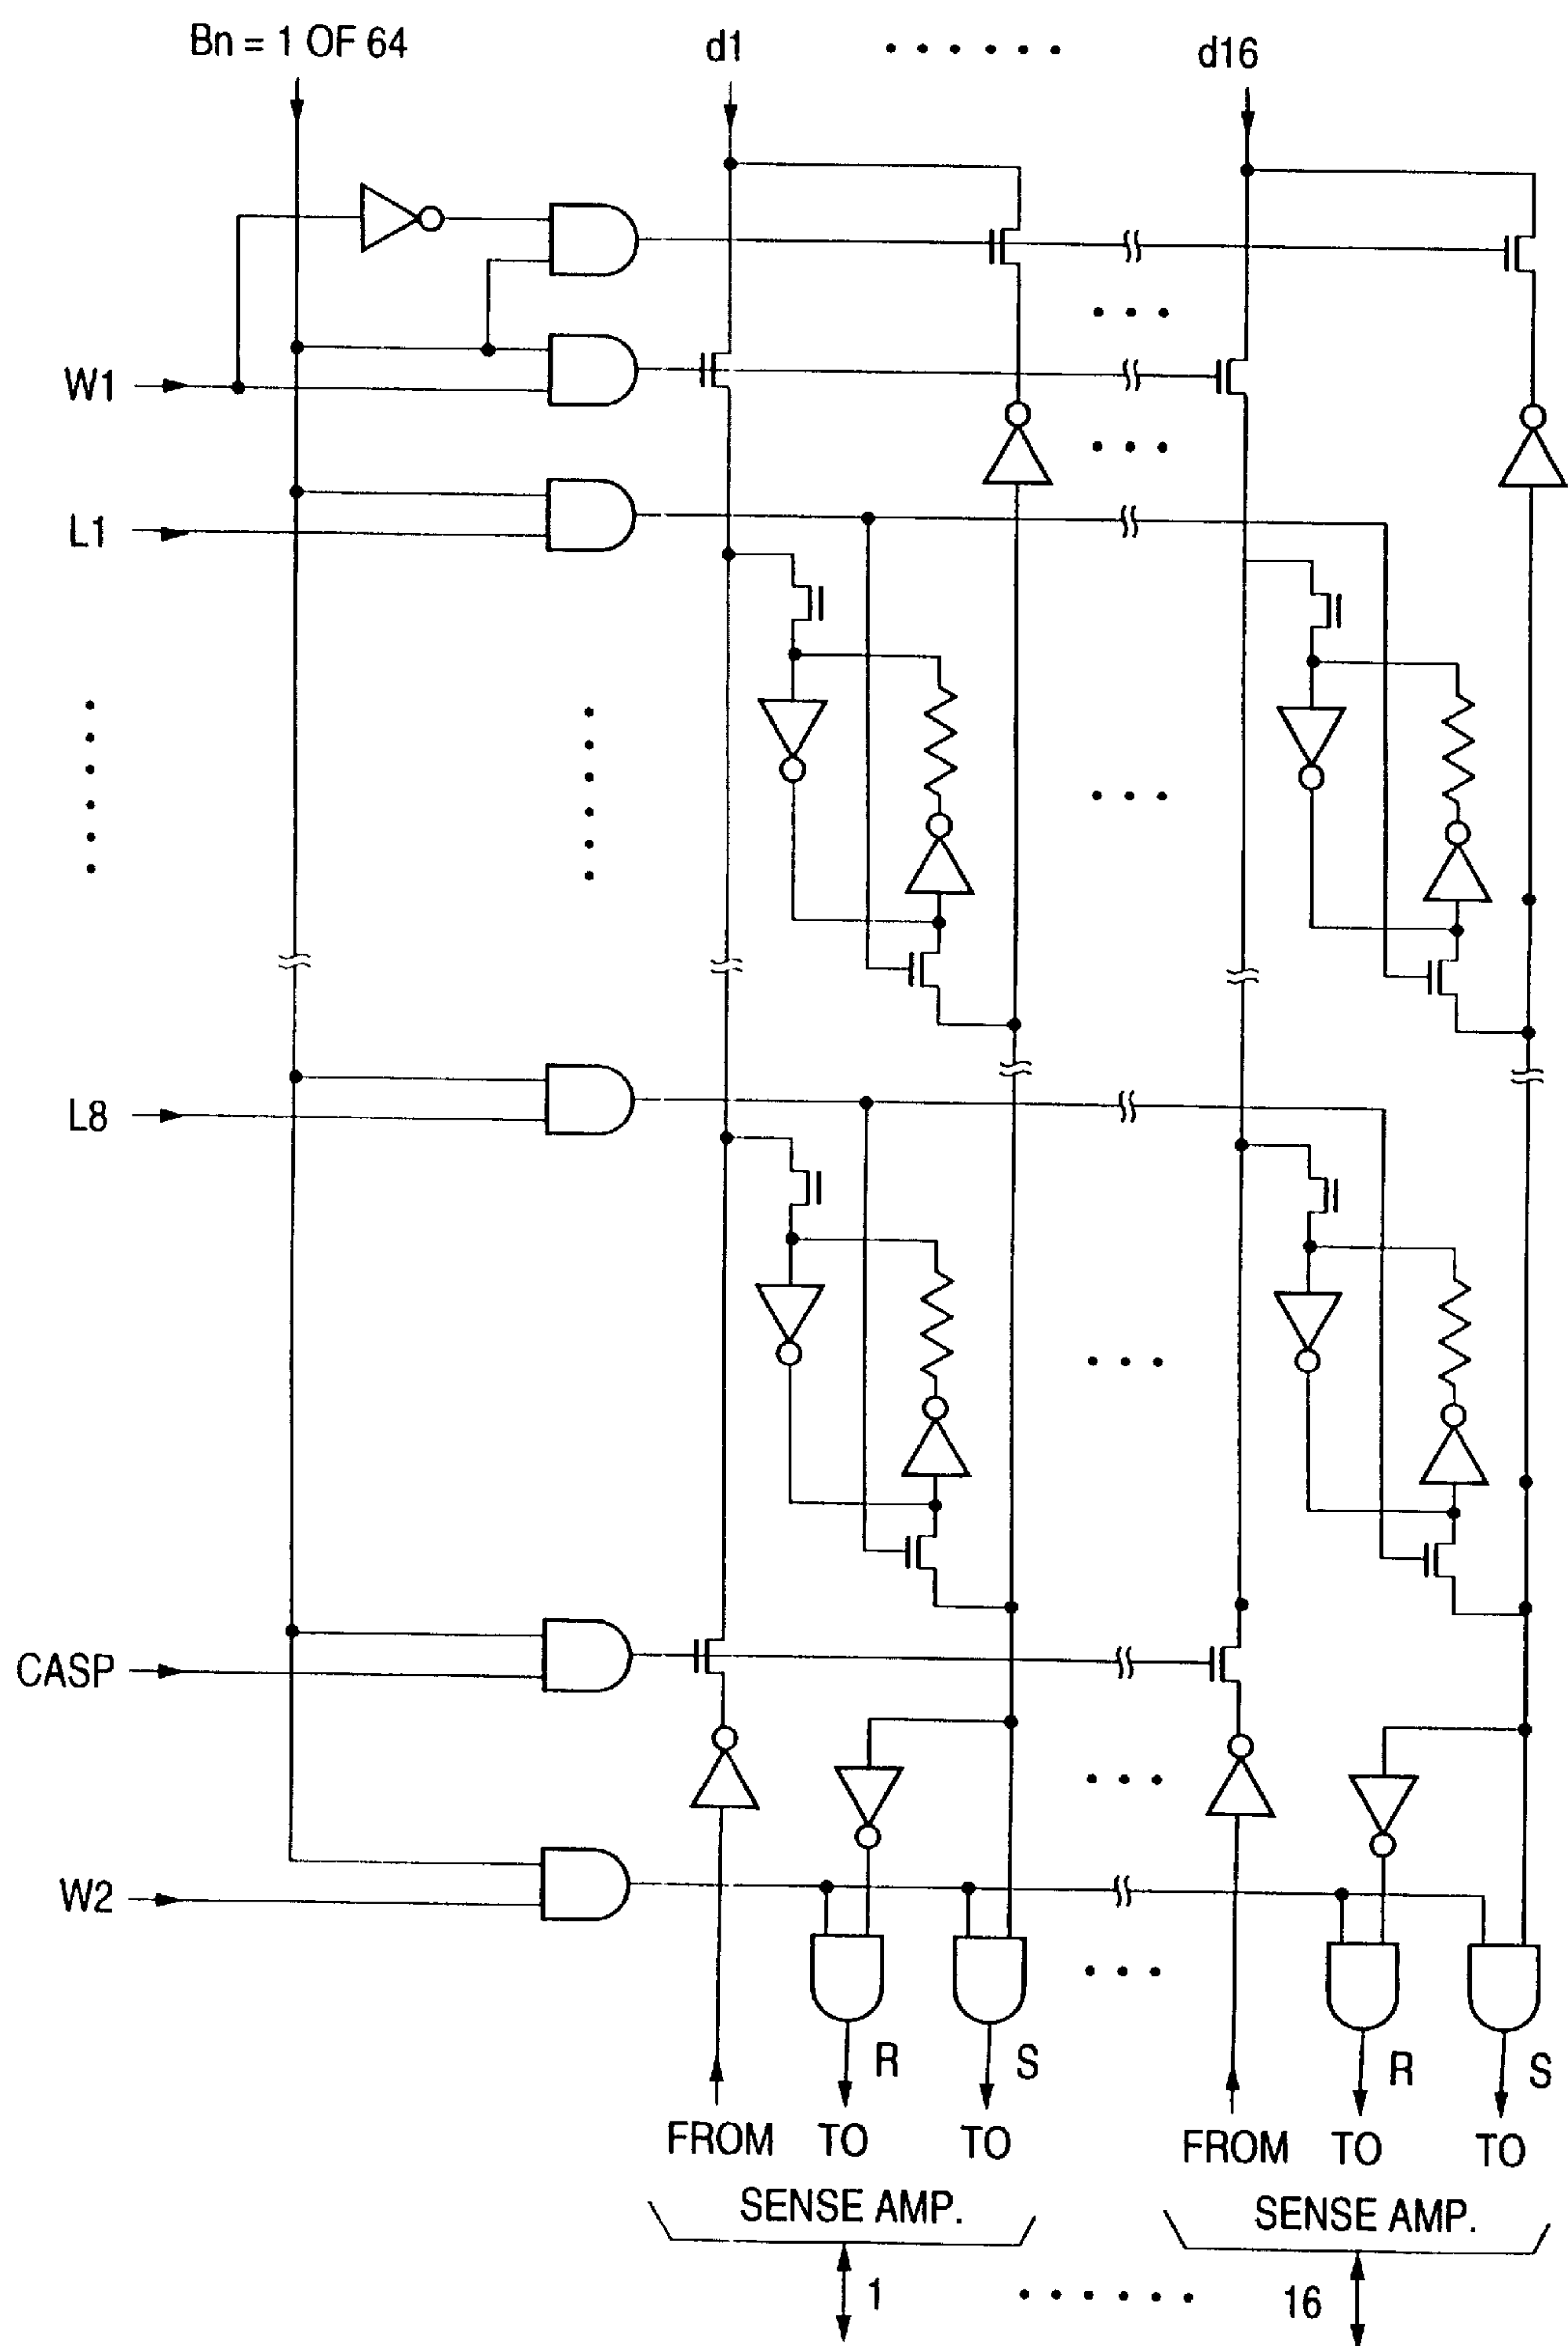 Bn = 1 OF 64
d1
d16
W1
L1
L8
CASP
W2
R
S
R
S
FROM
TO
TO
FROM
TO
TO
SENSE AMP.
SENSE AMP.
1
16